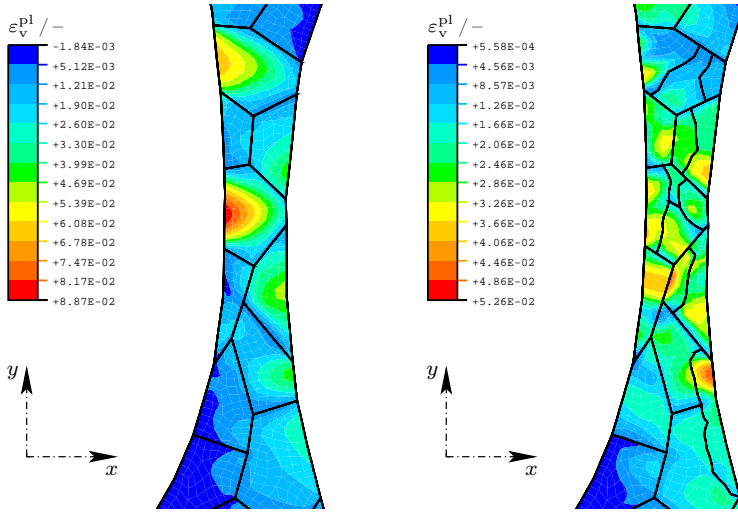 ε_v^pl / −
-1.84E-03
+5.12E-03
+1.21E-02
+1.90E-02
+2.60E-02
+3.30E-02
+3.99E-02
+4.69E-02
+5.39E-02
+6.08E-02
+6.78E-02
+7.47E-02
+8.17E-02
+8.87E-02
y
x
ε_v^pl / −
+5.58E-04
+4.56E-03
+8.57E-03
+1.26E-02
+1.66E-02
+2.06E-02
+2.46E-02
+2.86E-02
+3.26E-02
+3.66E-02
+4.06E-02
+4.46E-02
+4.86E-02
+5.26E-02
y
x